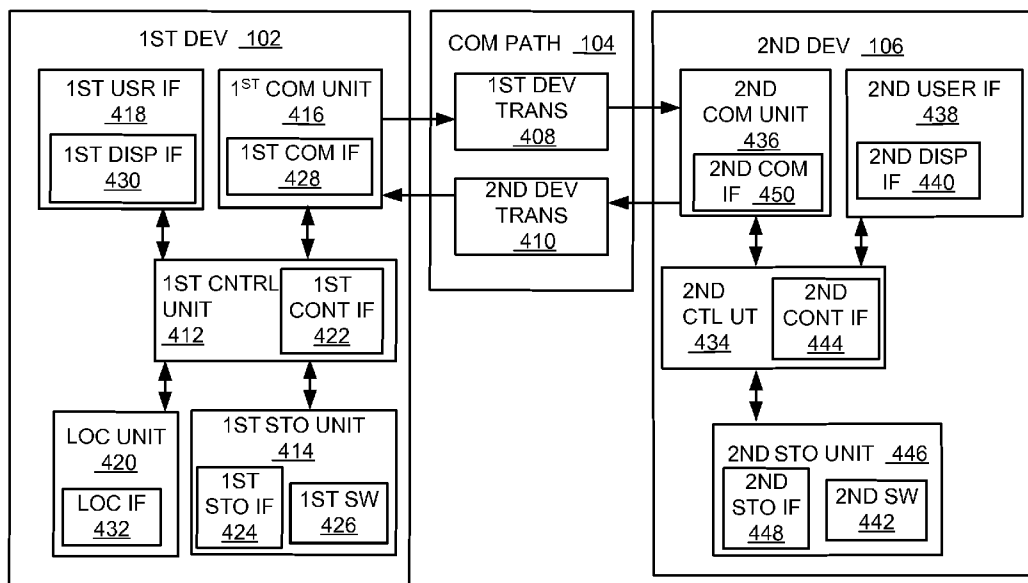 1ST DEV 102
1ST USR IF
418
1ST DISP IF
430
1ST COM UNIT
416
1ST COM IF
428
1ST CNTRL
UNIT
412
1ST
CONT IF
422
LOC UNIT
420
LOC IF
432
1ST STO UNIT
414
1ST
STO IF
424
1ST SW
426
COM PATH 104
1ST DEV
TRANS
408
2ND DEV
TRANS
410
2ND DEV 106
2ND
COM UNIT
436
2ND COM
IF 450
2ND USER IF
438
2ND DISP
IF 440
2ND
CTL UT
434
2ND
CONT IF
444
2ND STO UNIT 446
2ND
STO IF
448
2ND SW
442